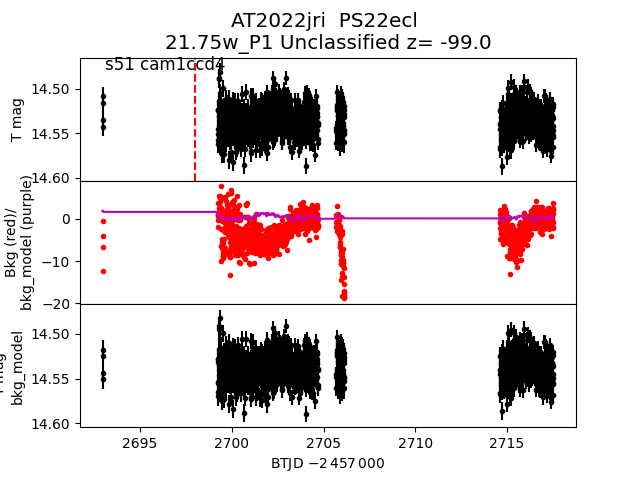 AT2022jri  PS22ecl
21.75w_P1 Unclassified z= -99.0
s51 cam1ccd4
T mag
14.50
14.55
14.60
Bkg (red)/
bkg_model (purple)
0
−10
−20
bkg_model
14.50
14.55
14.60
2695
2700
2705
2710
2715
BTJD −2 457 000